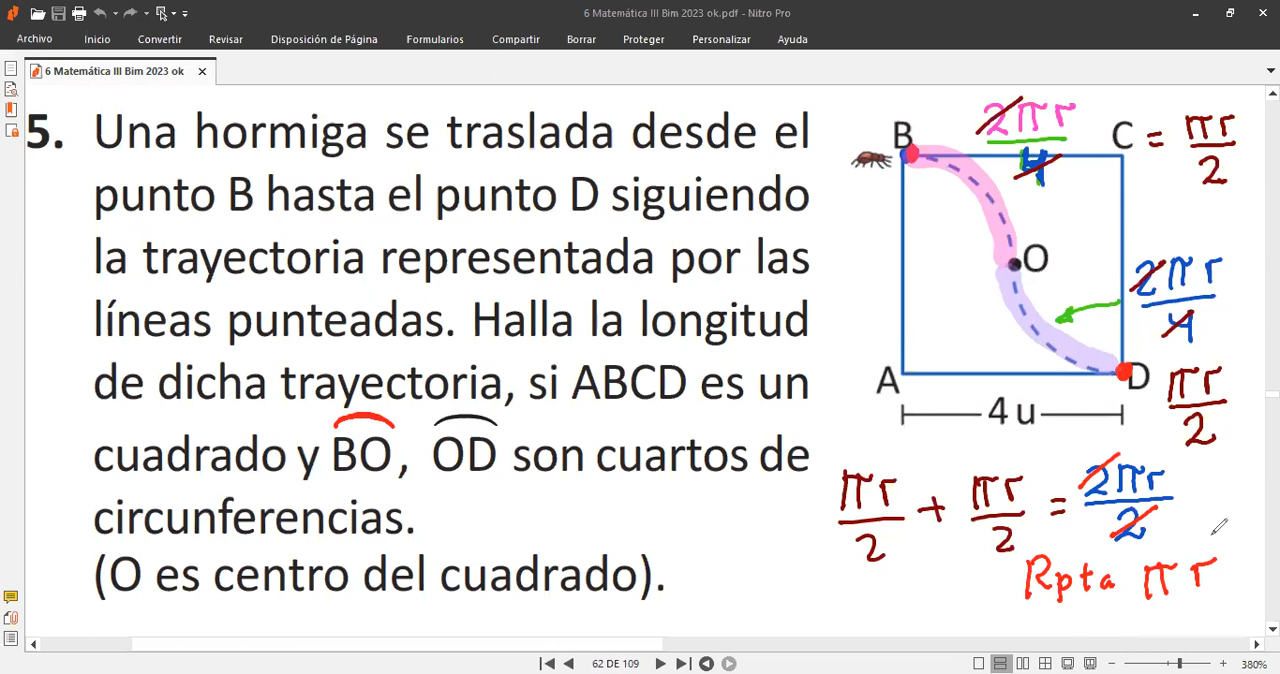 6 Matemática III Bim 2023 ok.pdf - Nitro Pro
Archivo Inicio Convertir Revisar Disposición de Página Formularios Compartir Borrar Proteger Personalizar Ayuda
6 Matemática III Bim 2023 ok
5. Una hormiga se traslada desde el
punto B hasta el punto D siguiendo
la trayectoria representada por las
líneas punteadas. Halla la longitud
de dicha trayectoria, si ABCD es un
cuadrado y BO, OD son cuartos de
circunferencias.
(O es centro del cuadrado).
B 2πr/4 C = πr/2
O
2πr/4
A D
πr/2
4 u
πr/2 + πr/2 = 2πr/2
Rpta πr
62 DE 109
380%